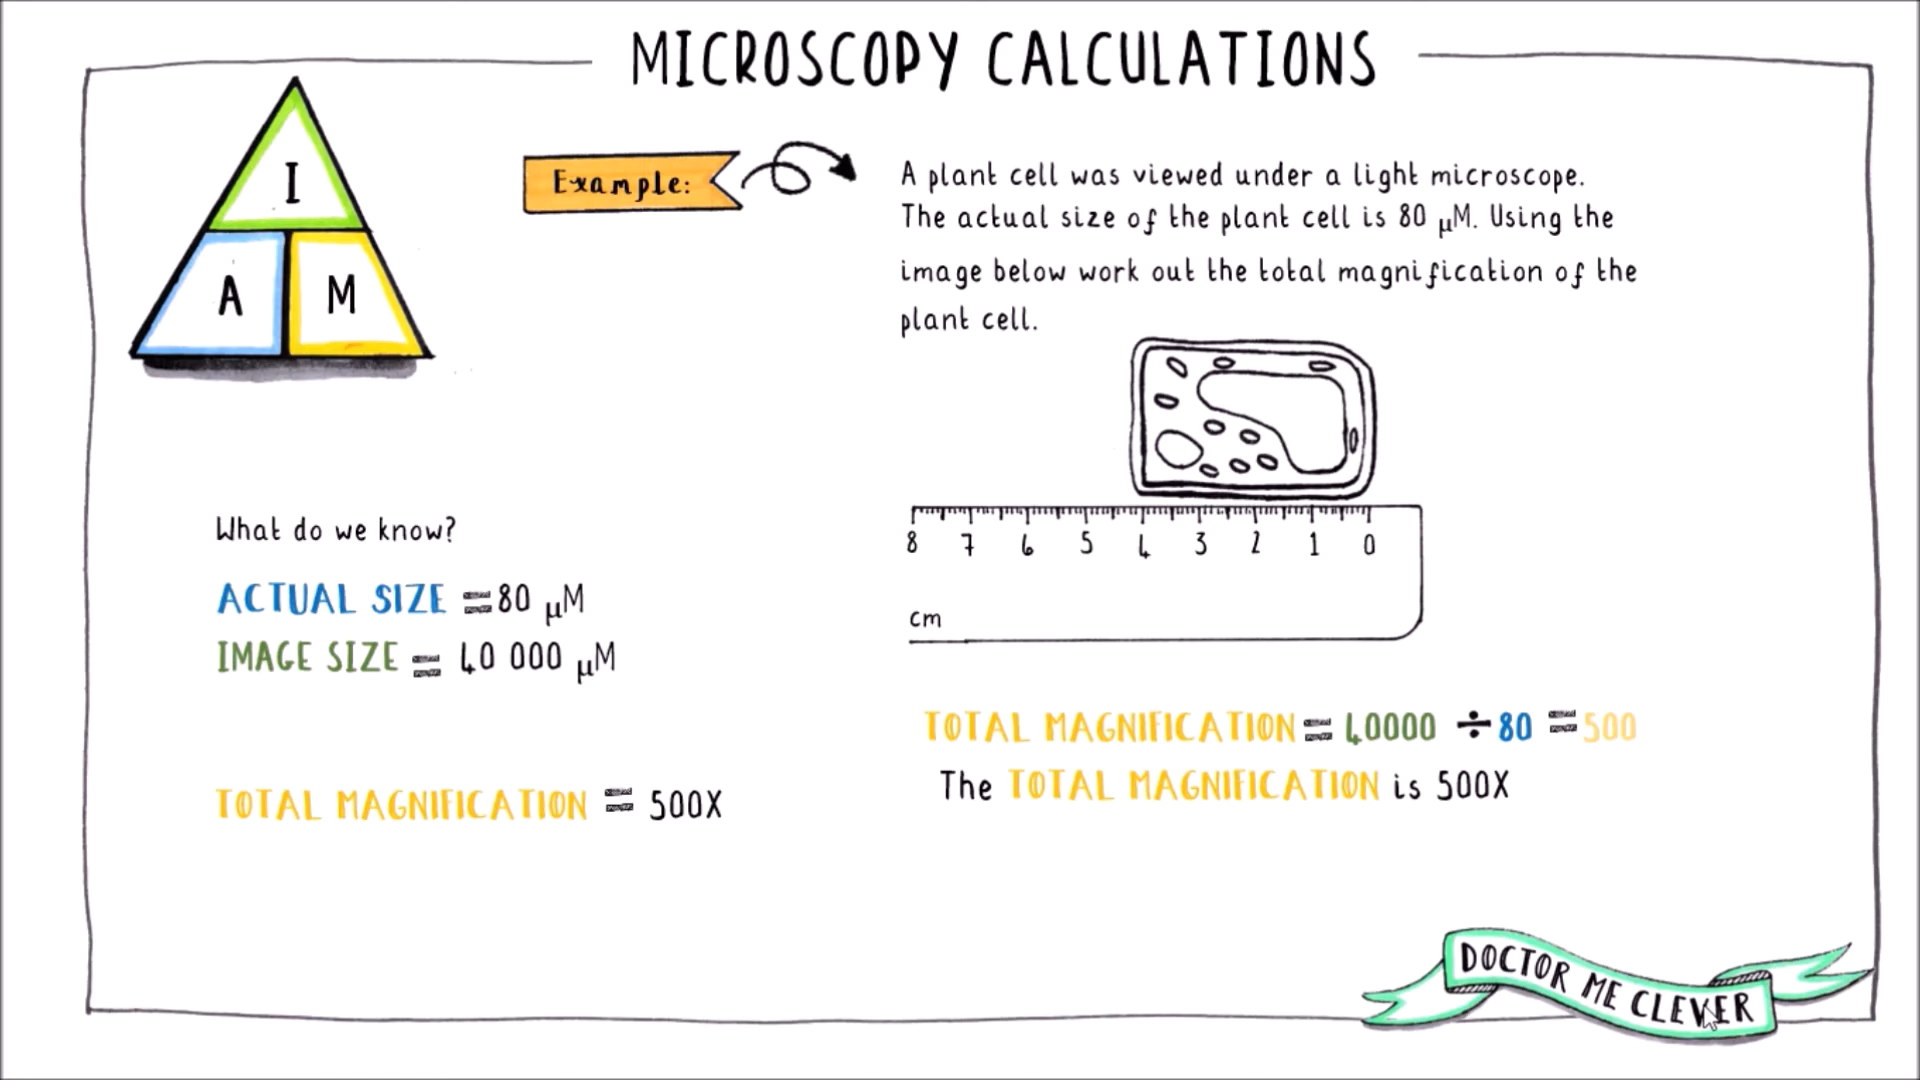 MICROSCOPY CALCULATIONS
I
A M
Example:
A plant cell was viewed under a light microscope.
The actual size of the plant cell is 80 µM. Using the
image below work out the total magnification of the
plant cell.
8 7 6 5 4 3 2 1 0
cm
What do we know?
ACTUAL SIZE = 80 µM
IMAGE SIZE = 40 000 µM
TOTAL MAGNIFICATION = 500X
TOTAL MAGNIFICATION = 40000 ÷ 80 = 500
The TOTAL MAGNIFICATION is 500X
DOCTOR ME CLEVER